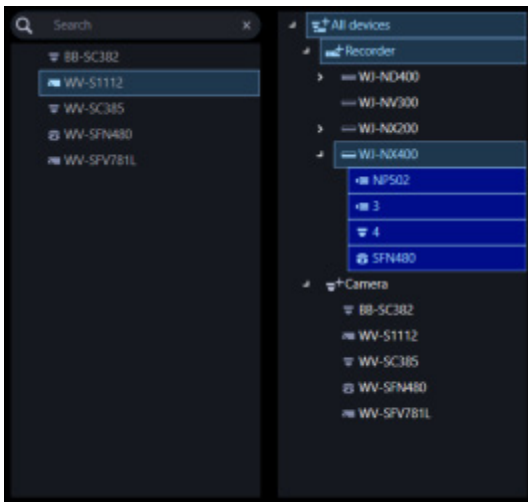 Search x
BB-SC382
WV-S1112
WV-SC385
WV-SFN480
WV-SFV781L
All devices
Recorder
WJ-ND400
WJ-NV300
WJ-NX200
WJ-NX400
NPS02
3
4
SFN480
Camera
BB-SC382
WV-S1112
WV-SC385
WV-SFN480
WV-SFV781L